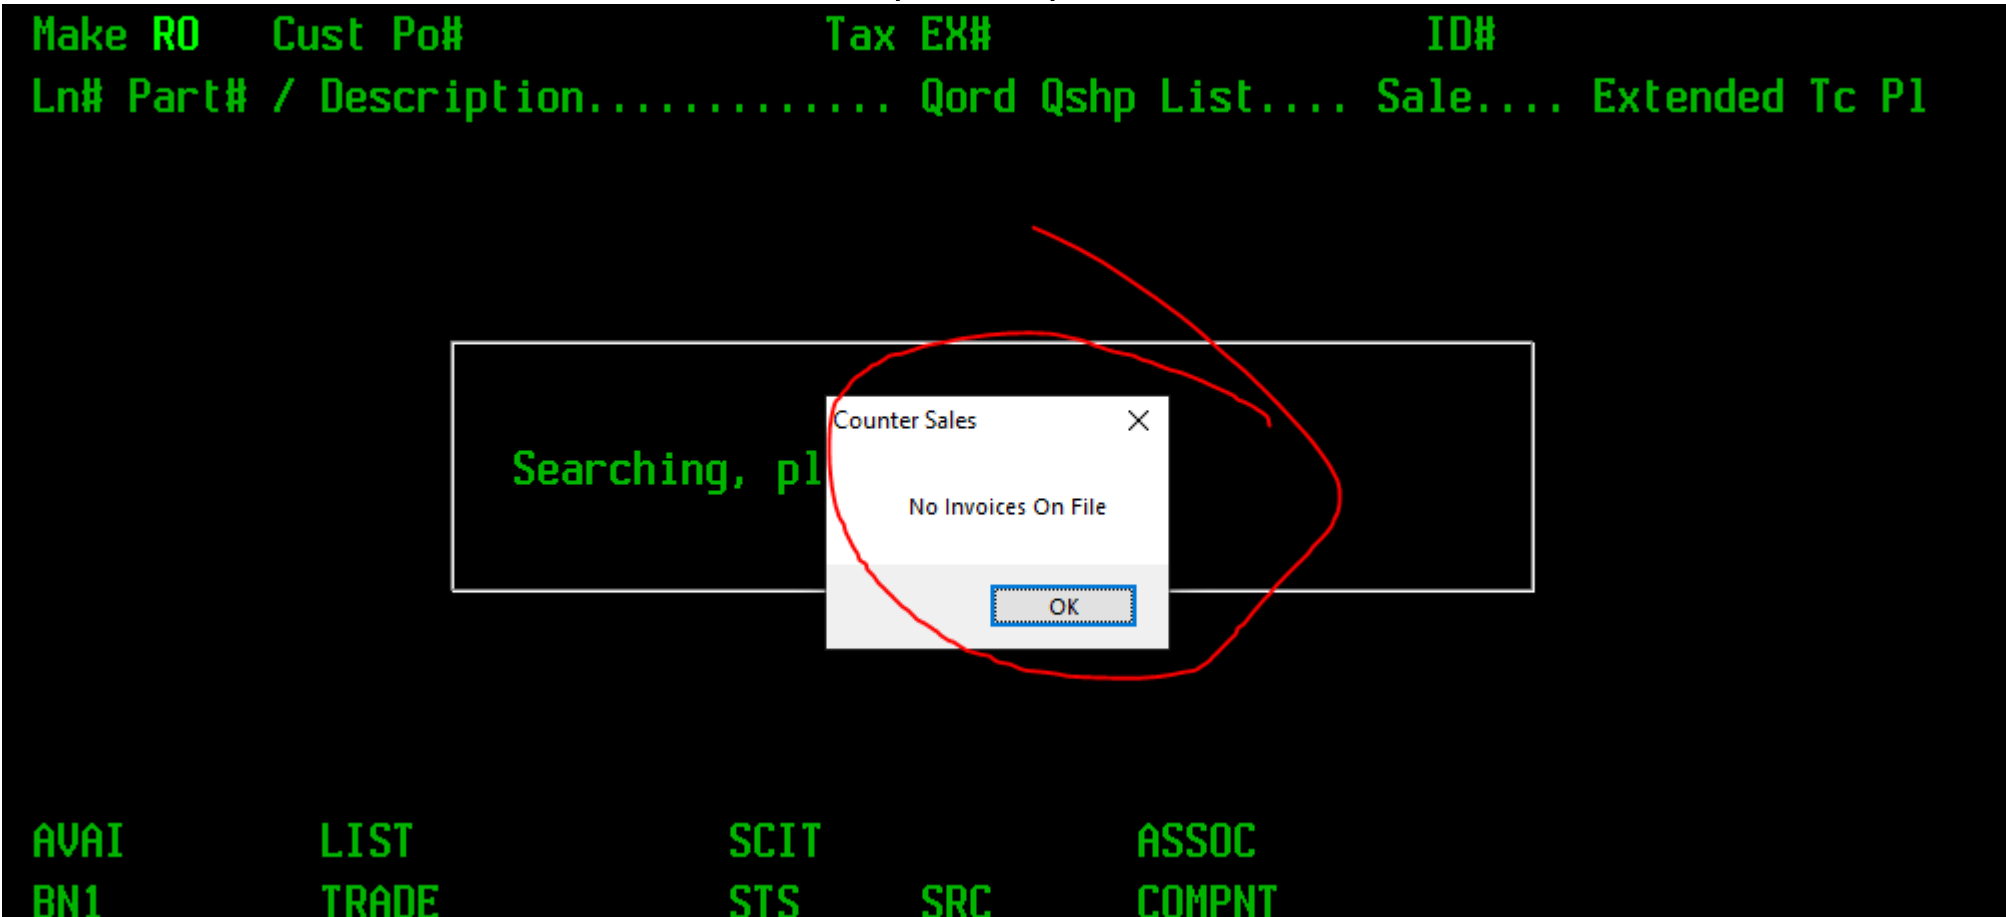 Make RO Cust Po# Tax EX# ID#
Ln# Part# / Description............. Qord Qshp List.... Sale.... Extended Tc Pl
Counter Sales
Searching, pl
No Invoices On File
OK
AVAI LIST SCIT ASSOC
BN1 TRADE STS SRC COMPNT